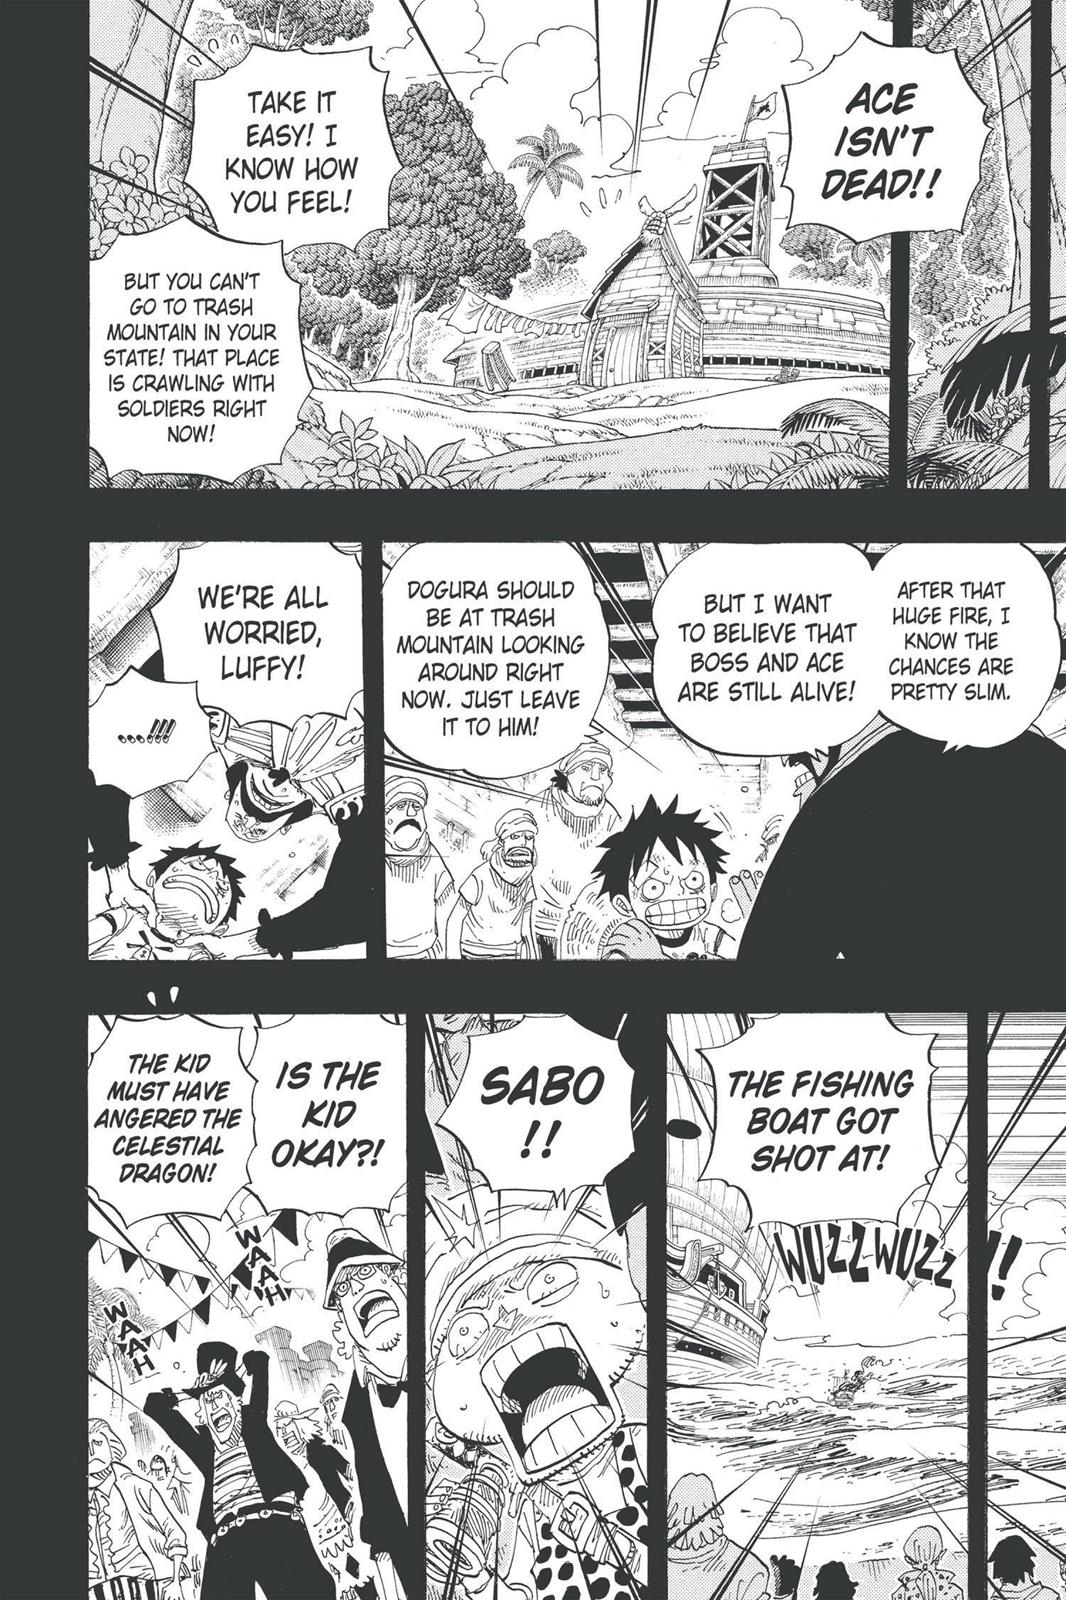 ACE
ISN'T
DEAD!!
TAKE IT
EASY! I
KNOW HOW
YOU FEEL!
BUT YOU CAN'T
GO TO TRASH
MOUNTAIN IN YOUR
STATE! THAT PLACE
IS CRAWLING WITH
SOLDIERS RIGHT
NOW!
AFTER THAT
HUGE FIRE, I
KNOW THE
CHANCES ARE
PRETTY SLIM.
BUT I WANT
TO BELIEVE THAT
BOSS AND ACE
ARE STILL ALIVE!
DOGURA SHOULD
BE AT TRASH
MOUNTAIN LOOKING
AROUND RIGHT
NOW. JUST LEAVE
IT TO HIM!
WE'RE ALL
WORRIED,
LUFFY!
...!!!
THE FISHING
BOAT GOT
SHOT AT!
WUZZWUZZ
!!
SABO
!!
IS THE
KID
OKAY?!
THE KID
MUST HAVE
ANGERED THE
CELESTIAL
DRAGON!
WAAH
WAAH